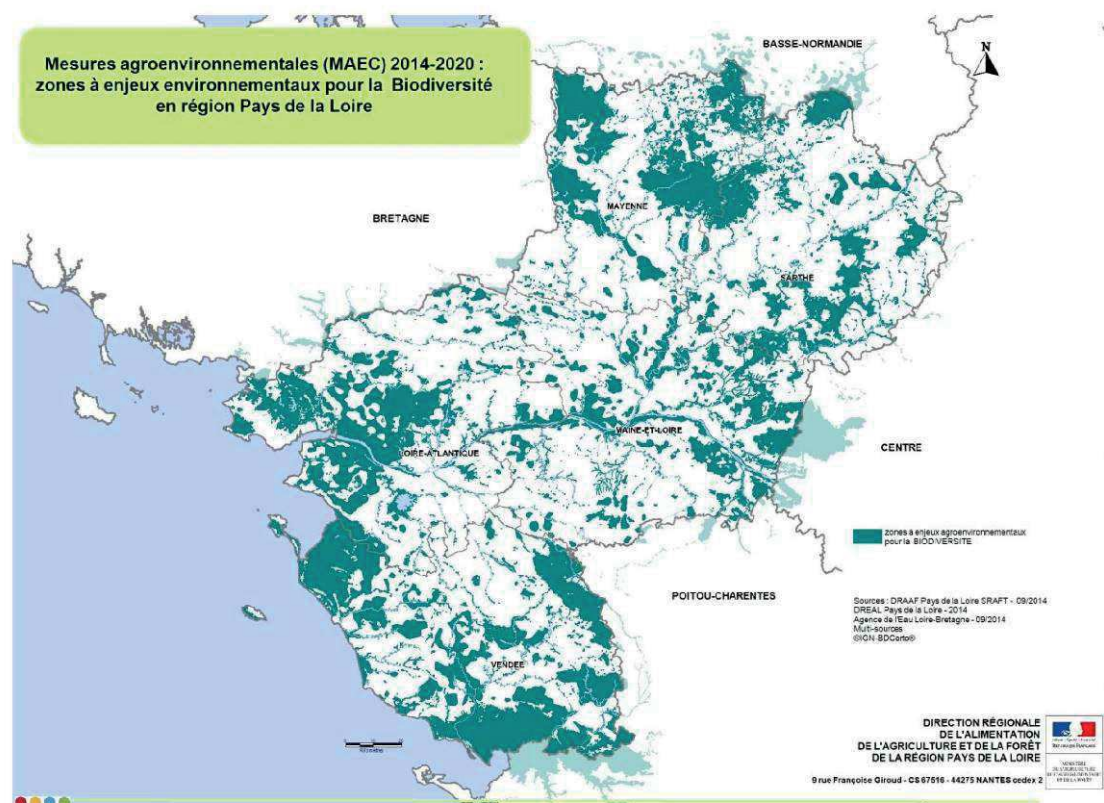 Mesures agroenvironnementales (MAEC) 2014-2020 :
zones à enjeux environnementaux pour la Biodiversité
en région Pays de la Loire
BASSE-NORMANDIE
N
BRETAGNE
MAYENNE
SARTHE
MAINE-ET-LOIRE
LOIRE-ATLANTIQUE
CENTRE
VENDEE
POITOU-CHARENTES
zones à enjeux agroenvironnementaux
pour la BIODIVERSITE
Sources : DRAAF Pays de la Loire SRAFT - 09/2014
DREAL Pays de la Loire - 2014
Agence de l'Eau Loire-Bretagne - 09/2014
Multi-sources
©IGN-BDCarto®
DIRECTION RÉGIONALE
DE L'ALIMENTATION
DE L'AGRICULTURE ET DE LA FORÊT
DE LA RÉGION PAYS DE LA LOIRE
9 rue Françoise Giroud - CS 67516 - 44275 NANTES cedex 2